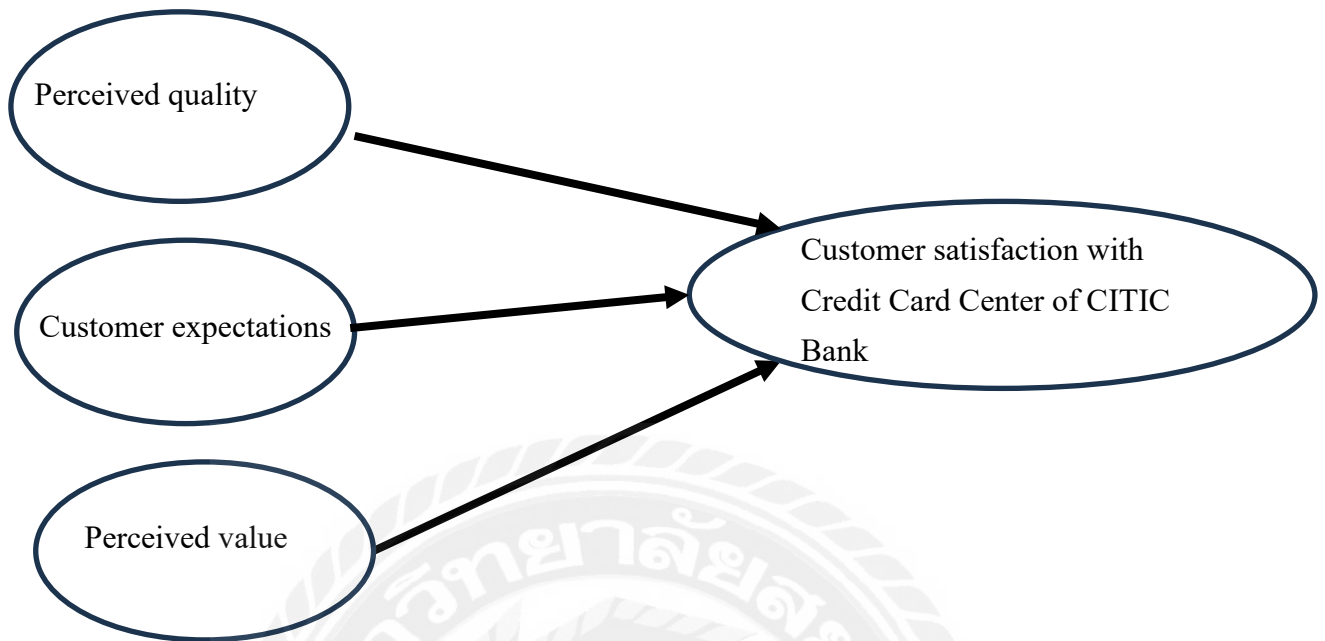 Perceived quality
Customer expectations
Perceived value
Customer satisfaction with
Credit Card Center of CITIC
Bank